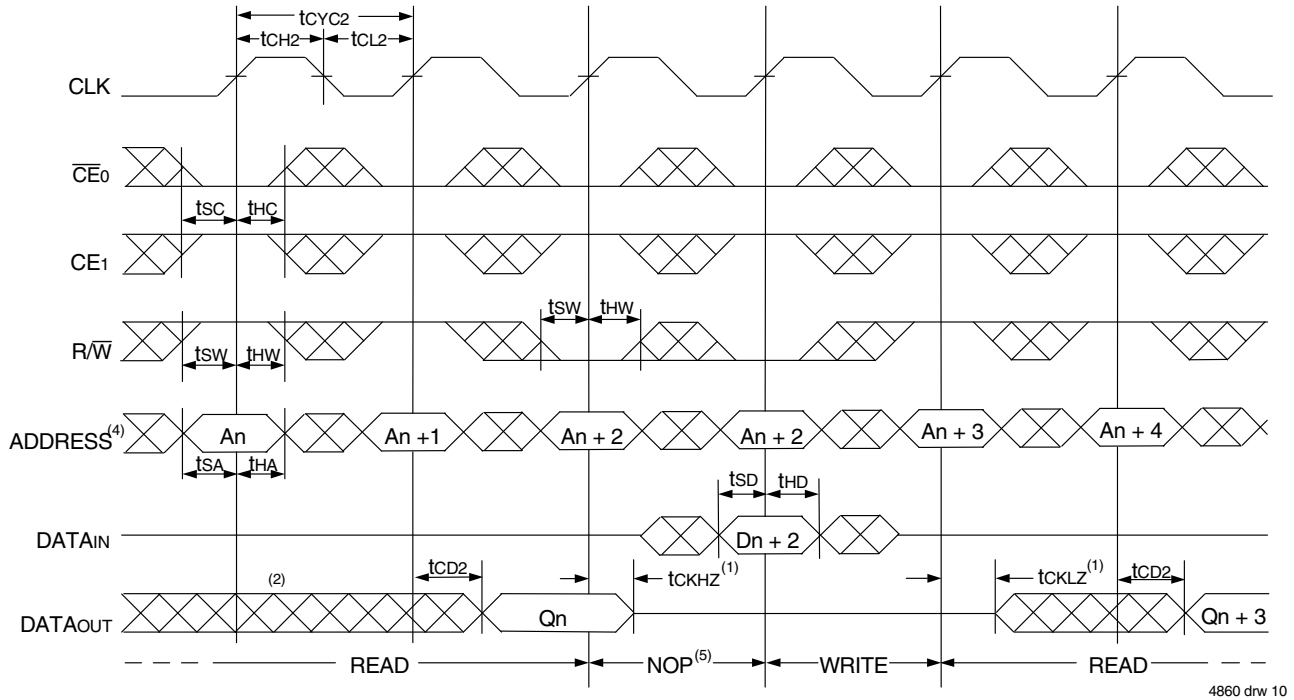 tCYC2
tCH2 tCL2
CLK
CE0
tSC tHC
CE1
tSW tHW
R/W
tSW tHW
ADDRESS(4) An An +1 An + 2 An + 2 An + 3 An + 4
tSA tHA
tSD tHD
DATAIN Dn + 2
(2) tCD2 tCKHZ(1) tCKLZ(1) tCD2
DATAOUT Qn Qn + 3
READ NOP(5) WRITE READ
4860 drw 10